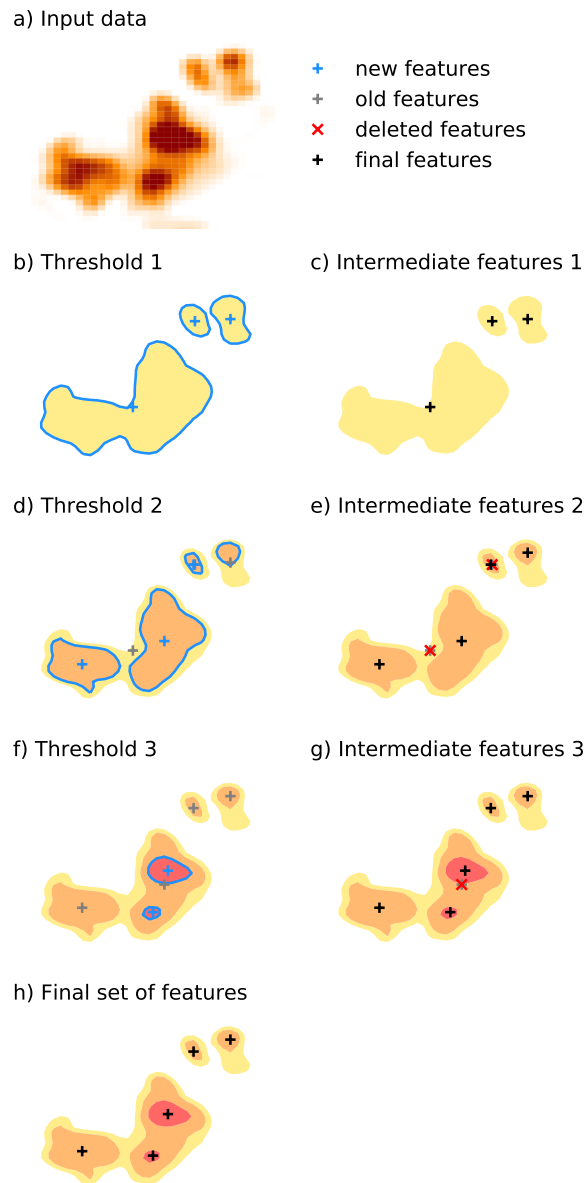 a) Input data
new features
old features
deleted features
final features
b) Threshold 1
c) Intermediate features 1
d) Threshold 2
e) Intermediate features 2
f) Threshold 3
g) Intermediate features 3
h) Final set of features